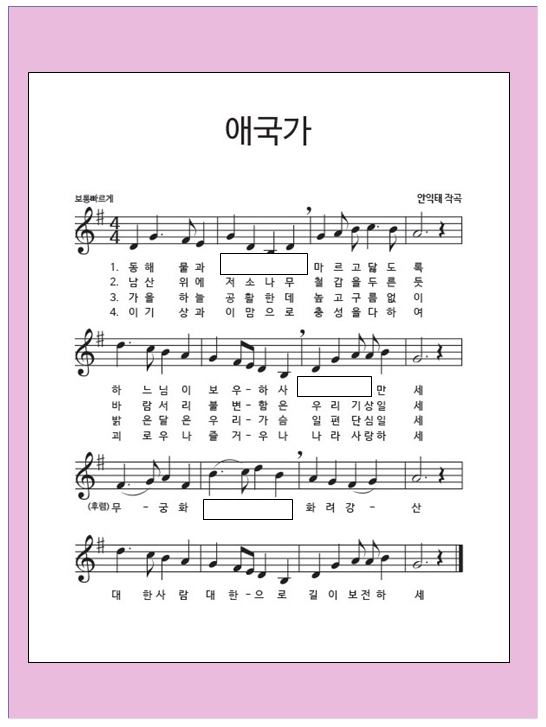 애국가
보통빠르게 안익태 작곡
1. 동 해 물 과 마 르 고 닳 도 록
2. 남 산 위 에 저 소 나 무 철 갑 을 두 른 듯
3. 가 을 하 늘 공 활 한 데 높 고 구 름 없 이
4. 이 기 상 과 이 맘 으 로 충 성 을 다 하 여
하 느 님 이 보 우 - 하 사 만 세
바 람 서 리 불 변 - 함 은 우 리 기 상 일 세
밝 은 달 은 우 리 - 가 슴 일 편 단 심 일 세
괴 로 우 나 즐 거 - 우 나 나 라 사 랑 하 세
(후렴) 무 - 궁 화 화 려 강 - 산
대 한 사 람 대 한 - 으 로 길 이 보 전 하 세